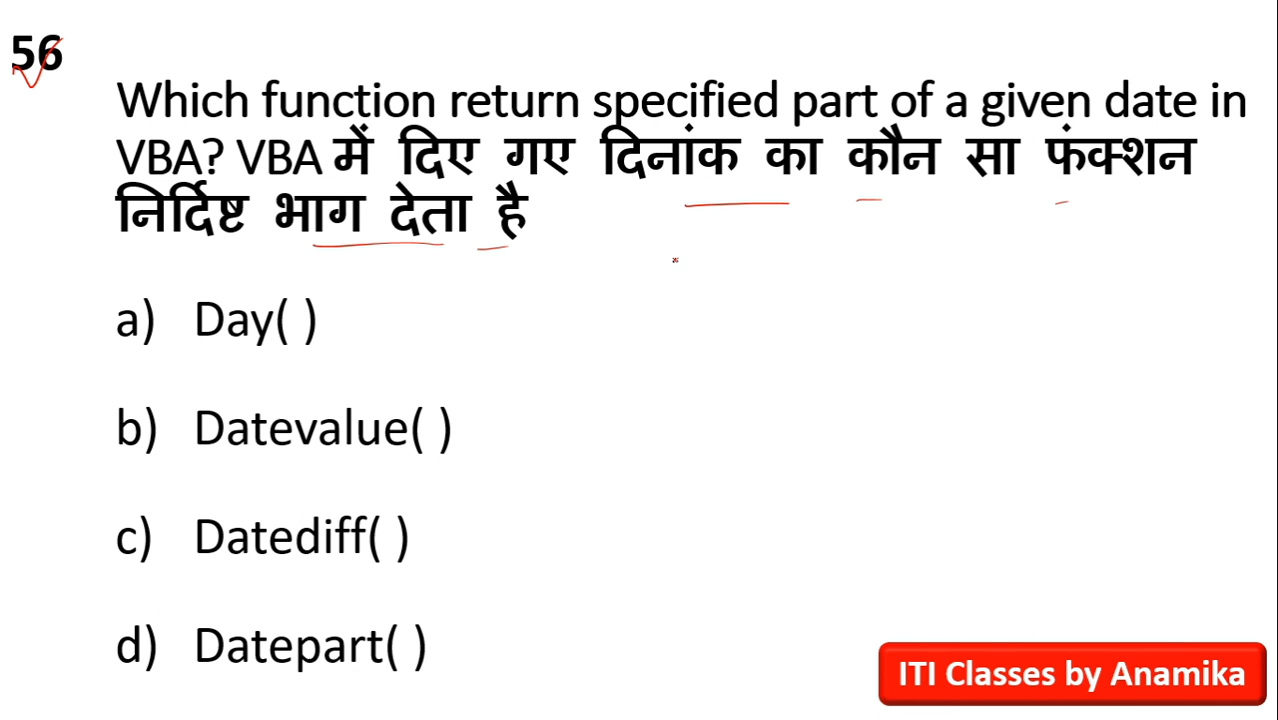 56
Which function return specified part of a given date in
VBA? VBA में दिए गए दिनांक का कौन सा फंक्शन
निर्दिष्ट भाग देता है
a) Day( )
b) Datevalue( )
c) Datediff( )
d) Datepart( )
ITI Classes by Anamika